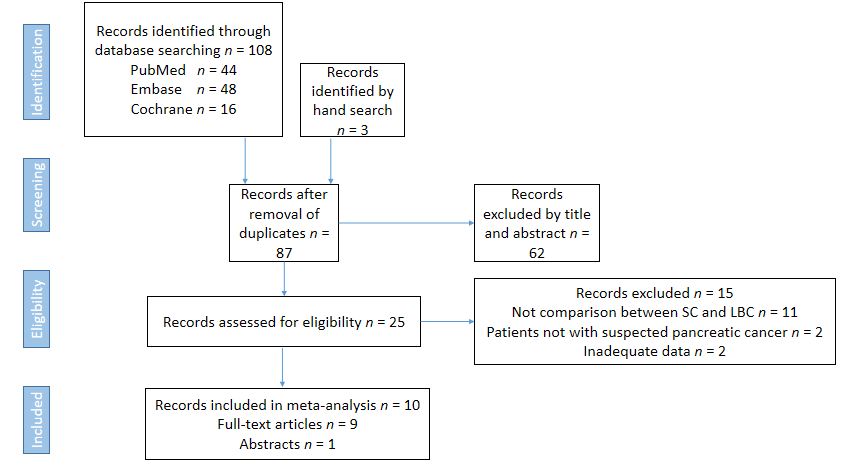 Identification
Records identified through
database searching n = 108
PubMed n = 44
Embase n = 48
Cochrane n = 16
Records
identified by
hand search
n = 3
Screening
Records after
removal of
duplicates n =
87
Records
excluded by title
and abstract n =
62
Eligibility
Records assessed for eligibility n = 25
Records excluded n = 15
Not comparison between SC and LBC n = 11
Patients not with suspected pancreatic cancer n = 2
Inadequate data n = 2
Included
Records included in meta-analysis n = 10
Full-text articles n = 9
Abstracts n = 1